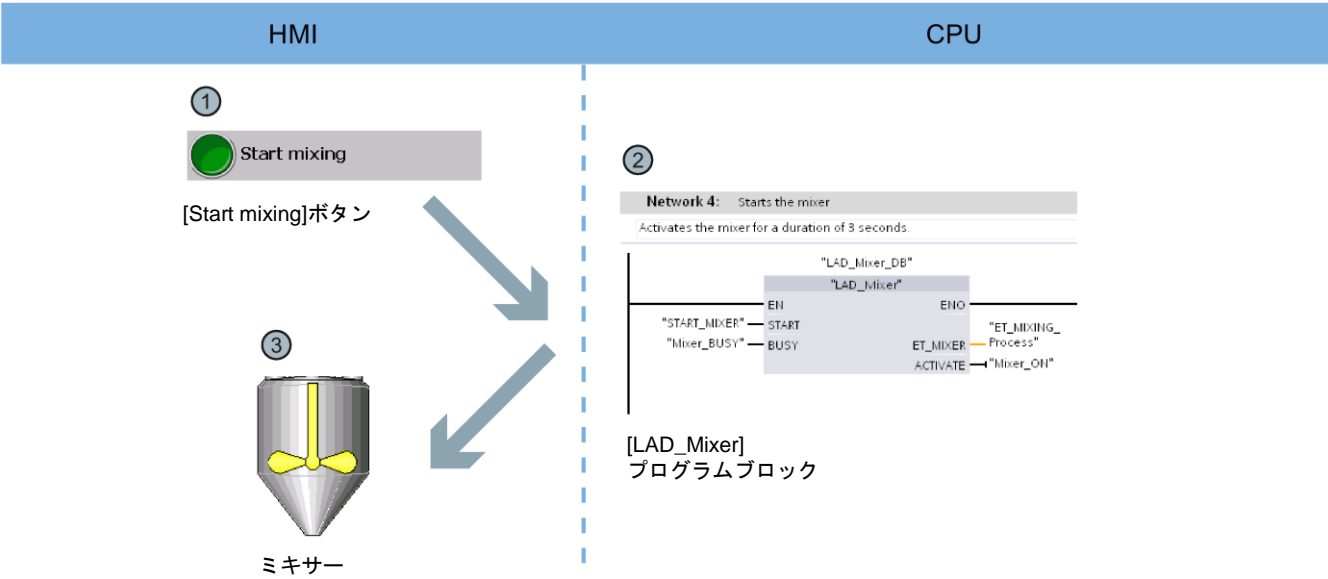 HMI
CPU
1
Start mixing
[Start mixing]ボタン
2
Network 4: Starts the mixer
Activates the mixer for a duration of 3 seconds.
"LAD_Mixer_DB"
"LAD_Mixer"
EN ENO
"START_MIXER" START
"Mixer_BUSY" BUSY
ET_MIXER "ET_MIXING_
Process"
ACTIVATE "Mixer_ON"
[LAD_Mixer]
プログラムブロック
3
ミキサー